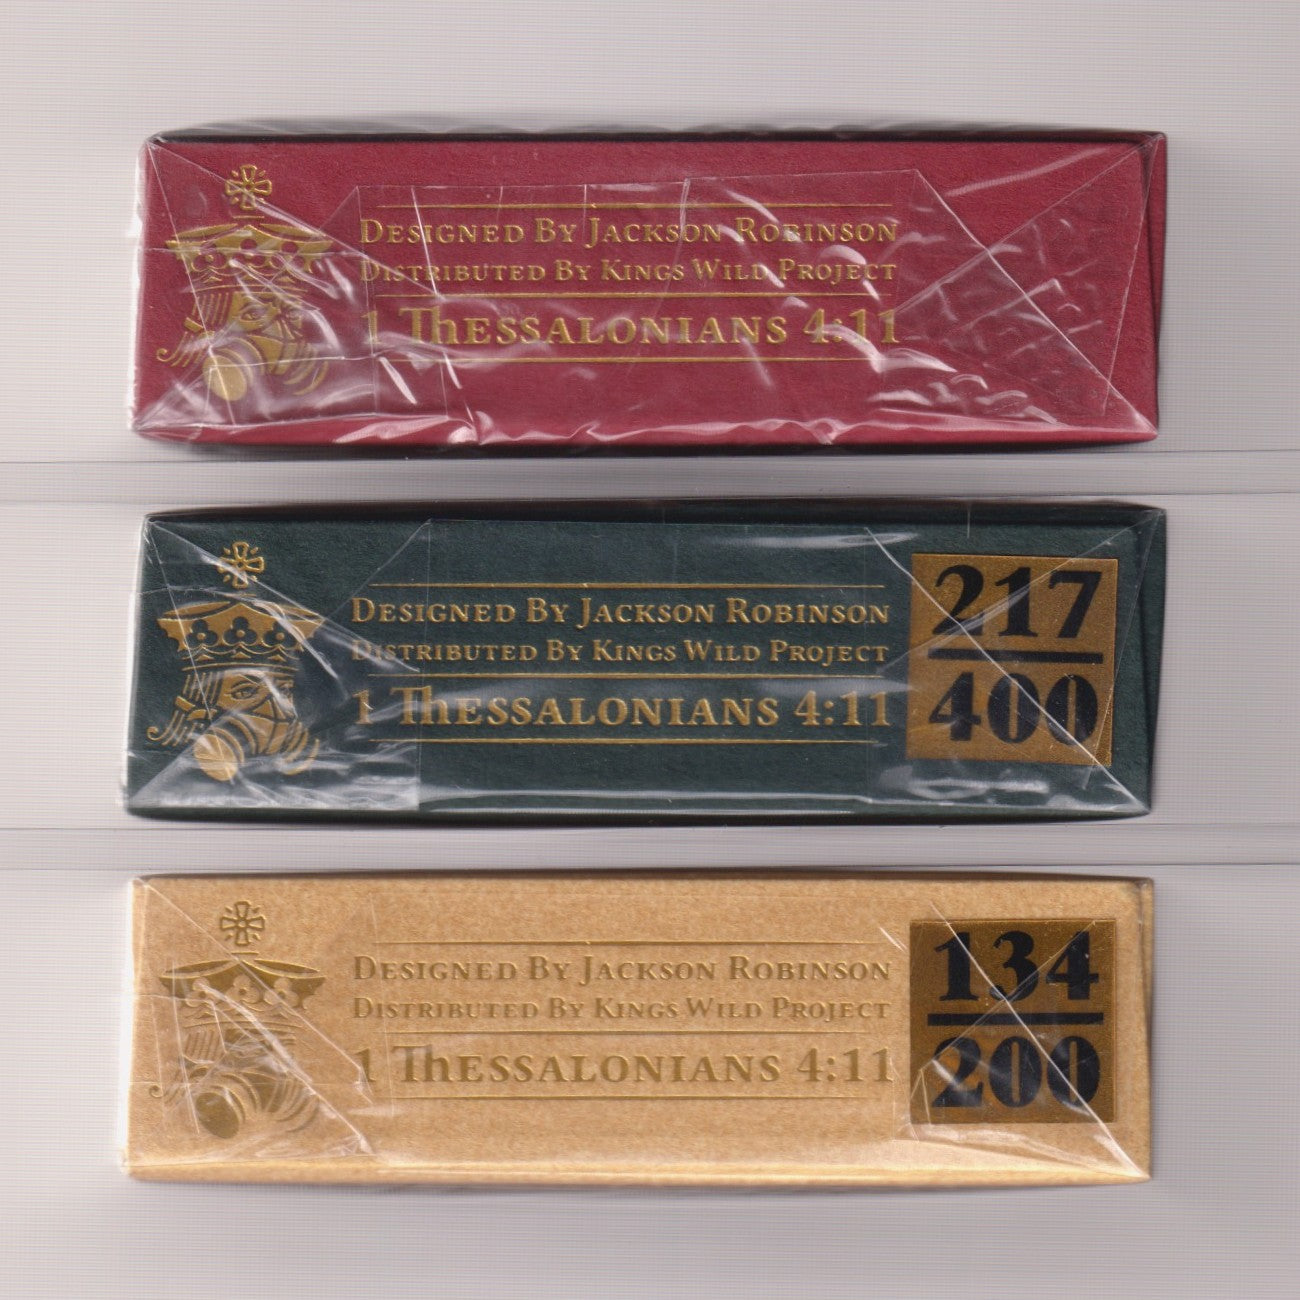 Designed By Jackson Robinson
Distributed By Kings Wild Project
1 Thessalonians 4:11
Designed By Jackson Robinson
Distributed By Kings Wild Project
1 Thessalonians 4:11
217
400
Designed By Jackson Robinson
Distributed By Kings Wild Project
1 Thessalonians 4:11
134
200